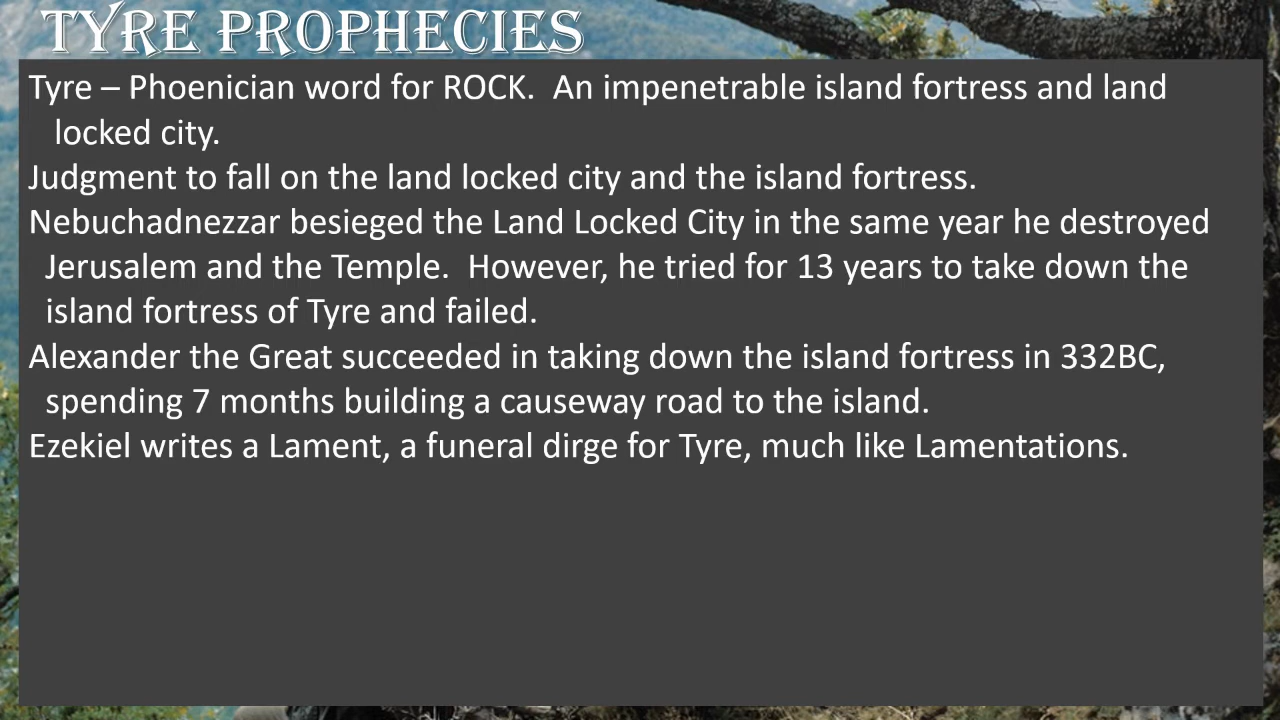 TYRE PROPHECIES
Tyre – Phoenician word for ROCK.  An impenetrable island fortress and land
locked city.
Judgment to fall on the land locked city and the island fortress.
Nebuchadnezzar besieged the Land Locked City in the same year he destroyed
Jerusalem and the Temple.  However, he tried for 13 years to take down the
island fortress of Tyre and failed.
Alexander the Great succeeded in taking down the island fortress in 332BC,
spending 7 months building a causeway road to the island.
Ezekiel writes a Lament, a funeral dirge for Tyre, much like Lamentations.